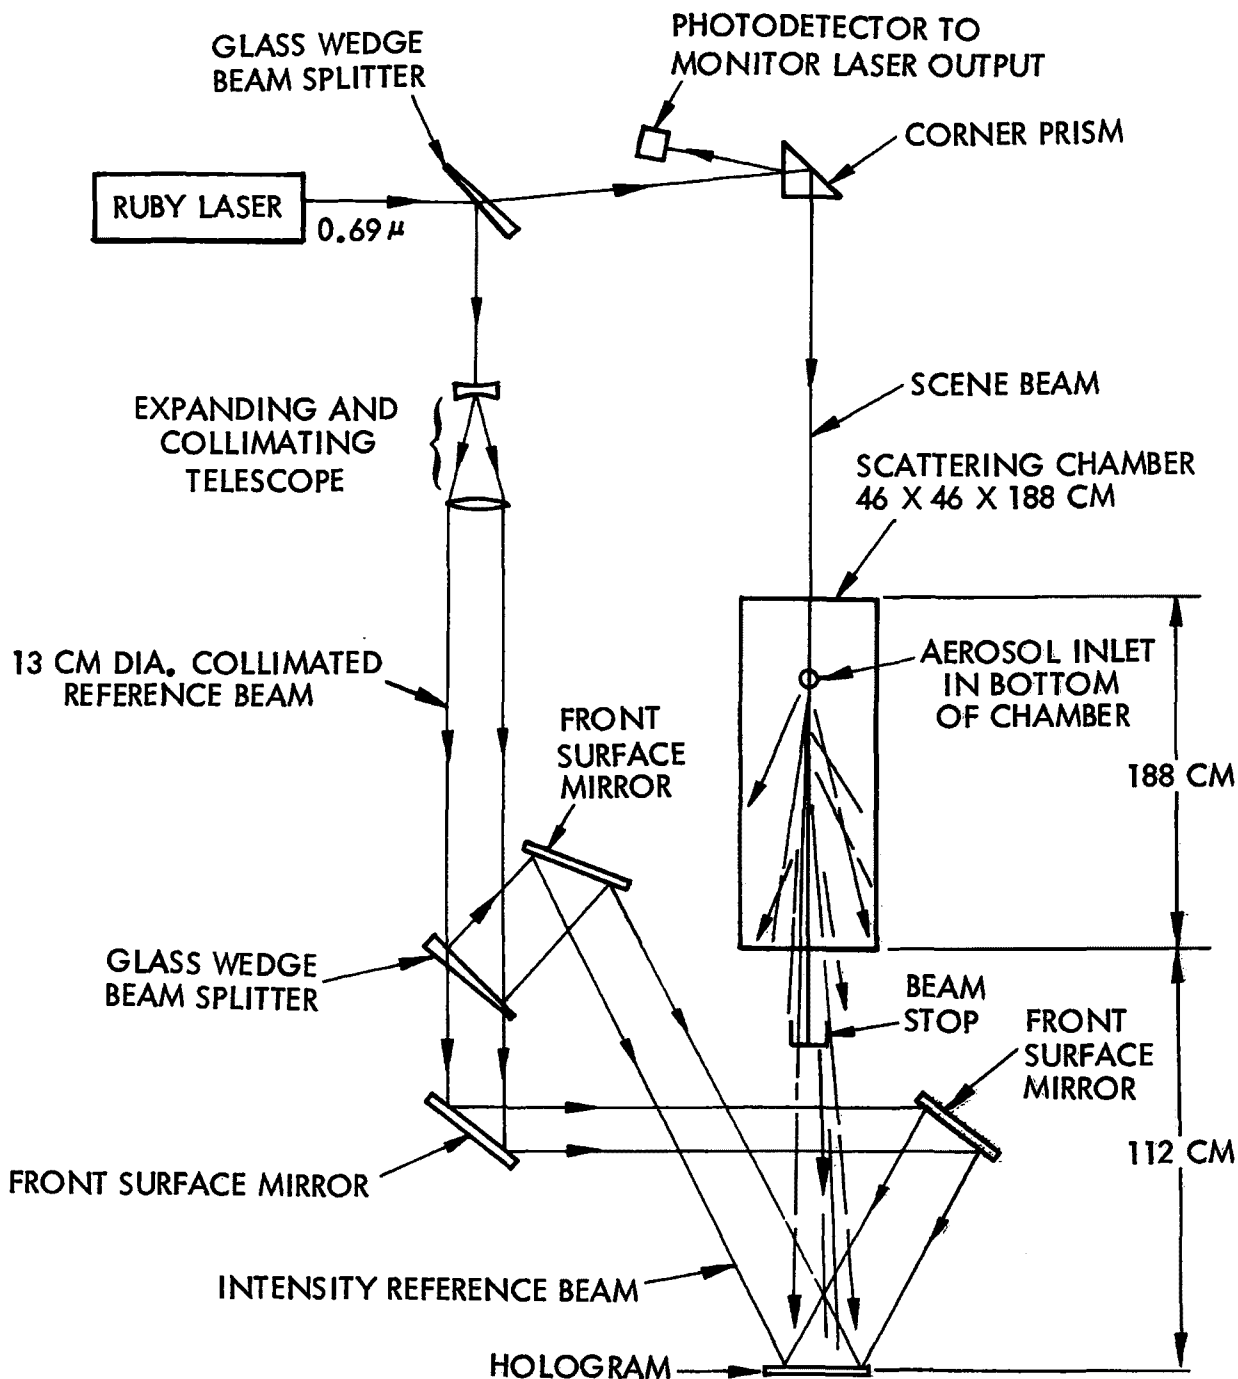 GLASS WEDGE
BEAM SPLITTER
PHOTODETECTOR TO
MONITOR LASER OUTPUT
CORNER PRISM
RUBY LASER
0.69 μ
EXPANDING AND
COLLIMATING
TELESCOPE
SCENE BEAM
SCATTERING CHAMBER
46 X 46 X 188 CM
13 CM DIA. COLLIMATED
REFERENCE BEAM
AEROSOL INLET
IN BOTTOM
OF CHAMBER
FRONT
SURFACE
MIRROR
188 CM
GLASS WEDGE
BEAM SPLITTER
BEAM
STOP
FRONT
SURFACE
MIRROR
FRONT SURFACE MIRROR
112 CM
INTENSITY REFERENCE BEAM
HOLOGRAM